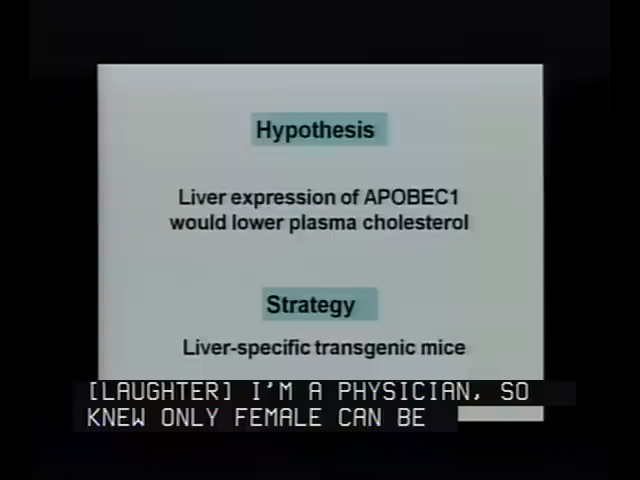 Hypothesis
Liver expression of APOBEC1
would lower plasma cholesterol
Strategy
Liver-specific transgenic mice
[LAUGHTER] I'M A PHYSICIAN, SO
KNEW ONLY FEMALE CAN BE